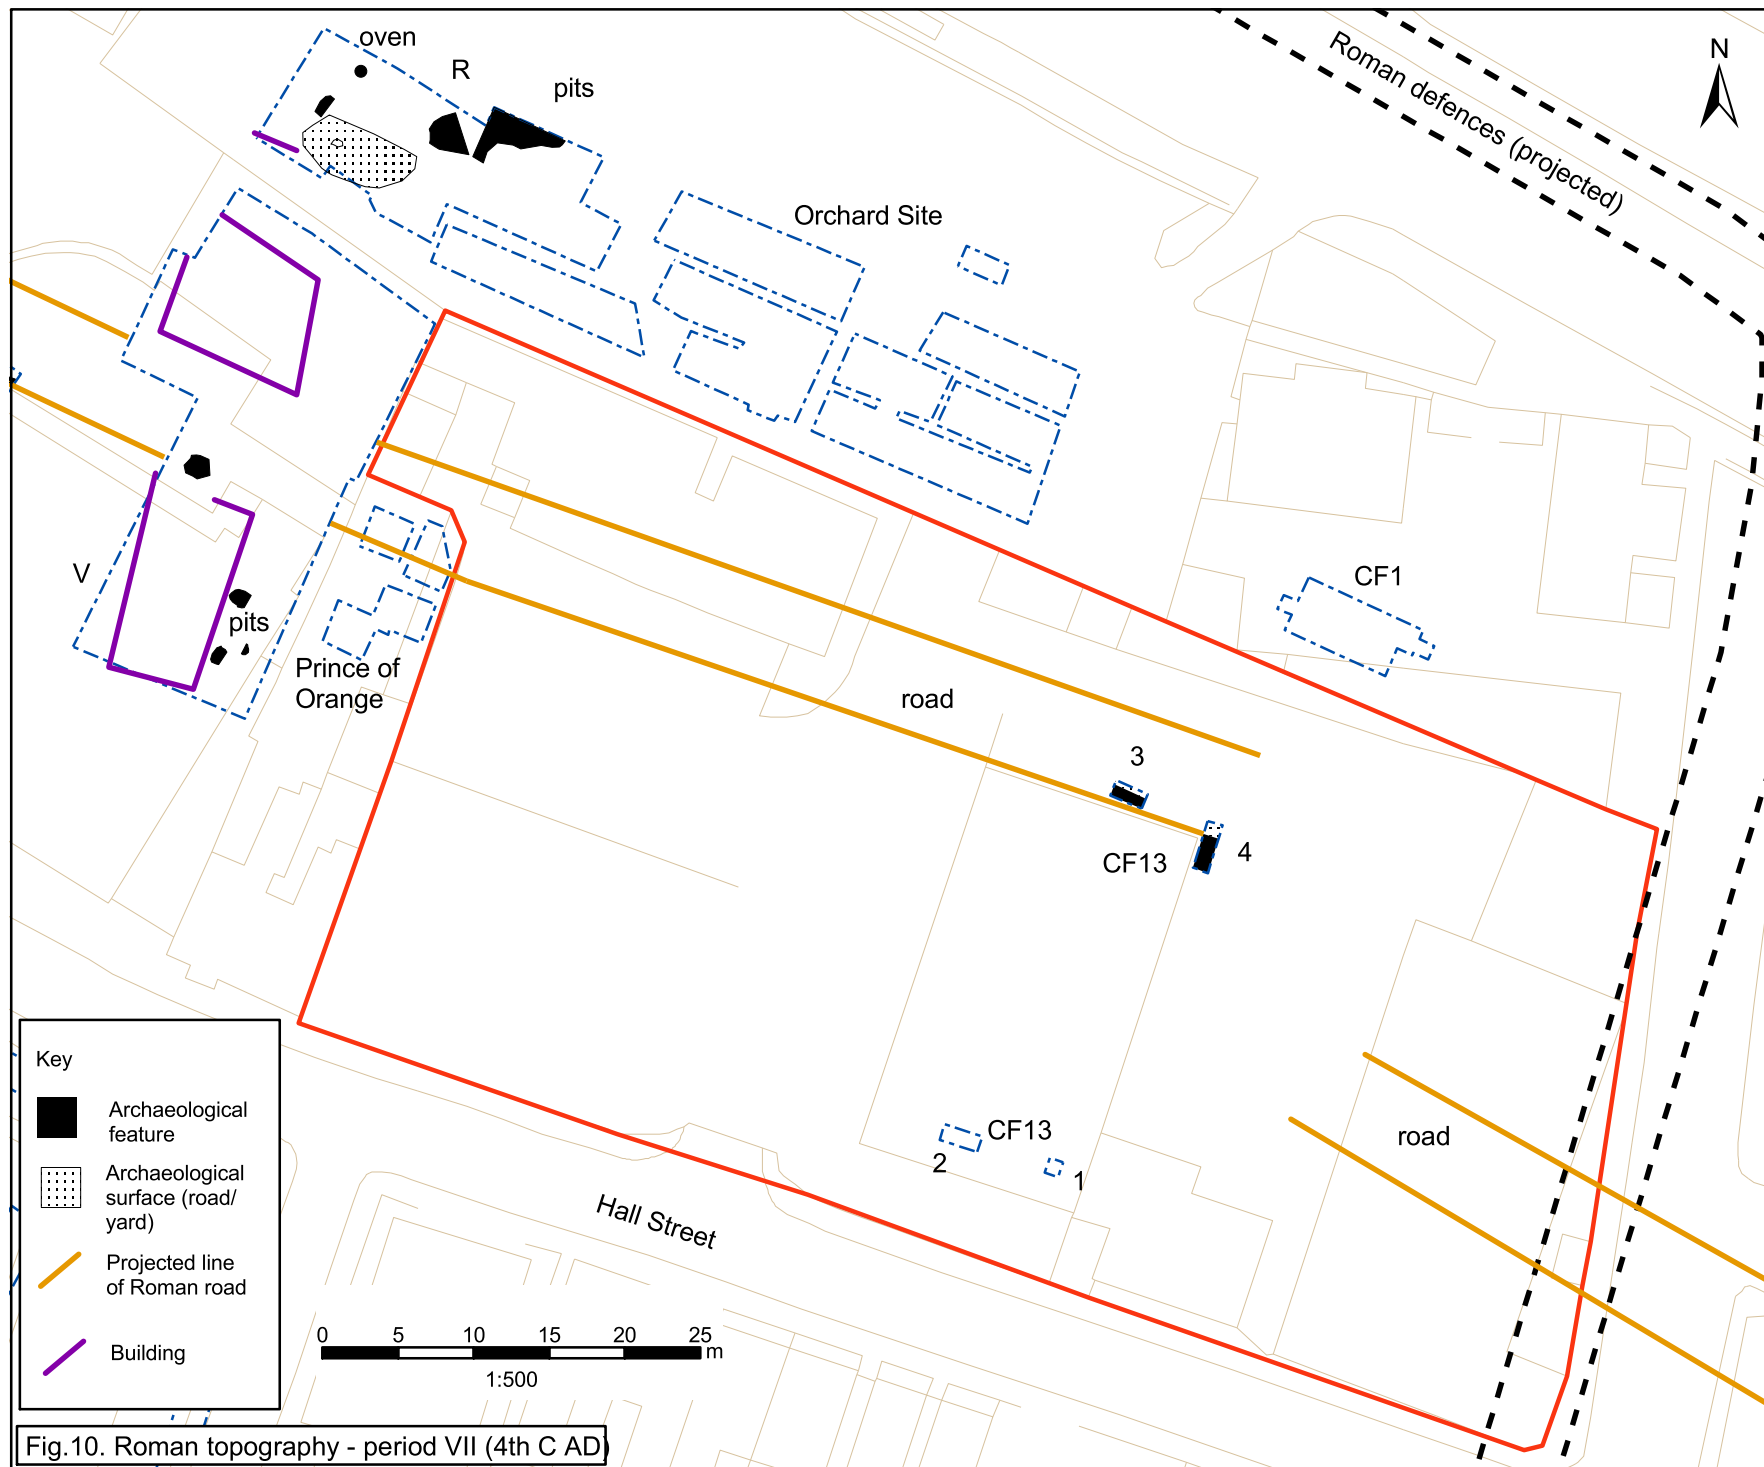 oven
R
pits
N
Roman defences (projected)
Orchard Site
CF1
V
pits
Prince of
Orange
road
3
CF13
4
CF13
2
1
road
Hall Street
Key
Archaeological
feature
Archaeological
surface (road/
yard)
Projected line
of Roman road
Building
0 5 10 15 20 25
m
1:500
Fig.10. Roman topography - period VII (4th C AD)